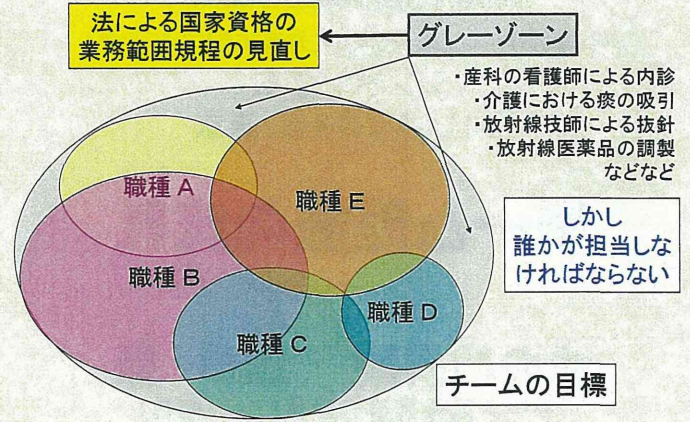 法による国家資格の
業務範囲規程の見直し
グレーゾーン
・産科の看護師による内診
・介護における痰の吸引
・放射線技師による抜針
・放射線医薬品の調製
などなど
職種 A
職種 E
職種 B
職種 D
職種 C
しかし
誰かが担当しな
ければならない
チームの目標